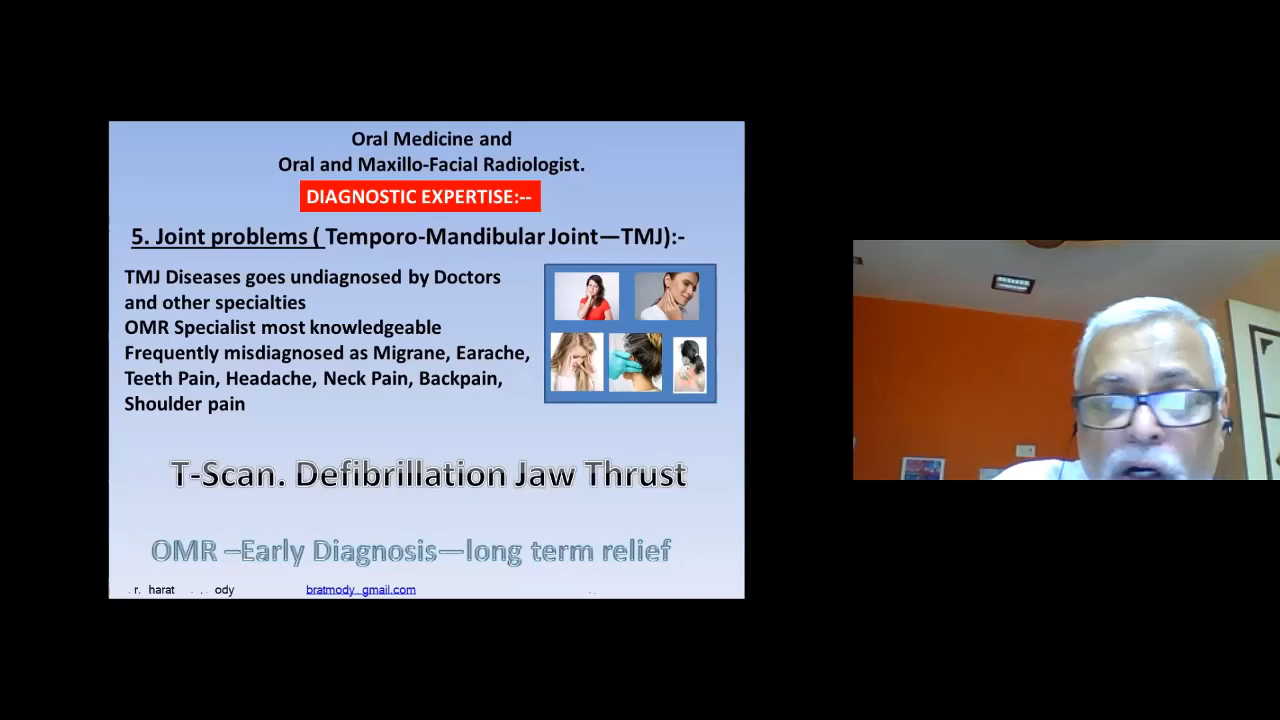 Oral Medicine and
Oral and Maxillo-Facial Radiologist.
DIAGNOSTIC EXPERTISE:--
5. Joint problems ( Temporo-Mandibular Joint—TMJ):-
TMJ Diseases goes undiagnosed by Doctors
and other specialties
OMR Specialist most knowledgeable
Frequently misdiagnosed as Migrane, Earache,
Teeth Pain, Headache, Neck Pain, Backpain,
Shoulder pain
T-Scan. Defibrillation Jaw Thrust
OMR –Early Diagnosis—long term relief
r. harat ody bratmody gmail.com